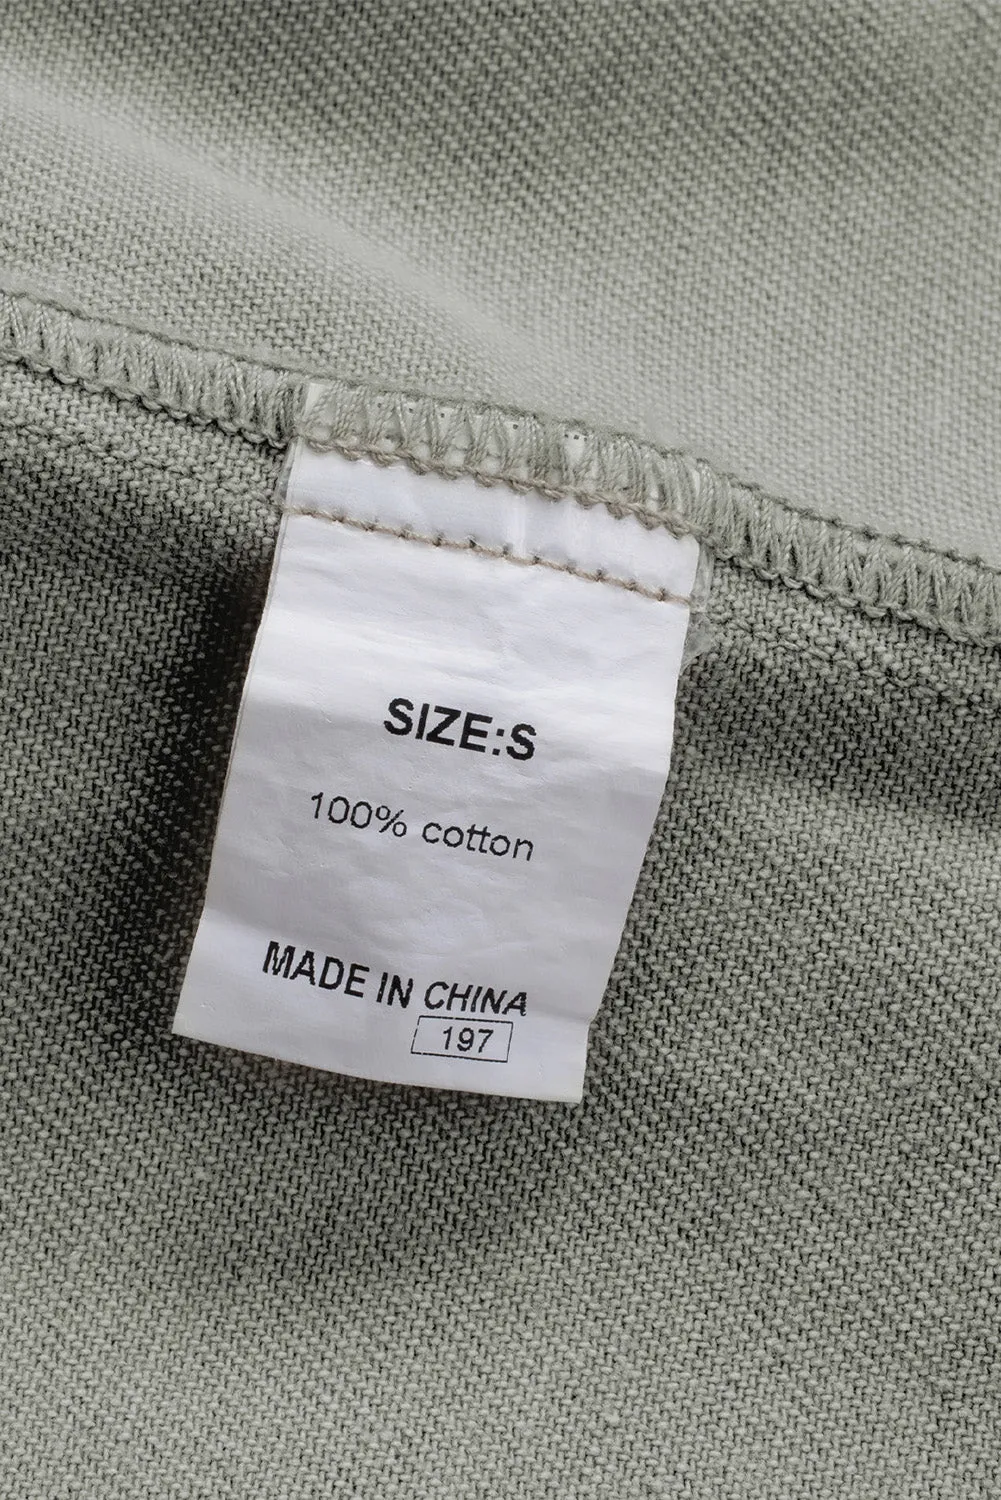 SIZE:S
100% cotton
MADE IN CHINA
197